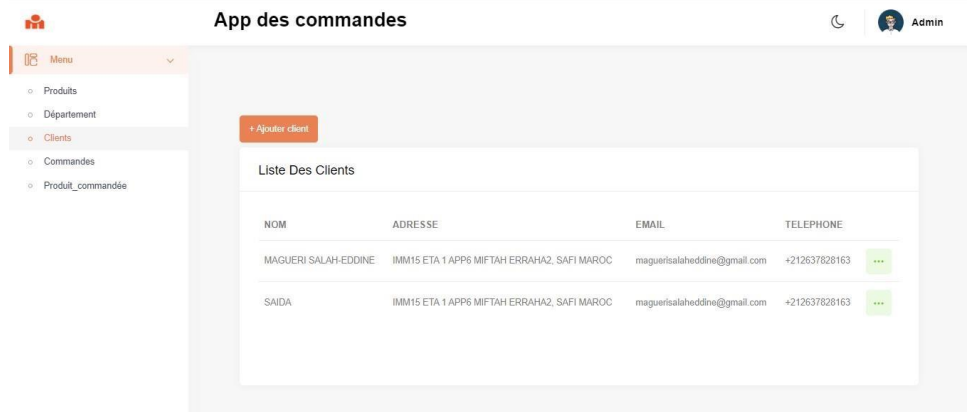 App des commandes
Admin
Menu
Produits
Département
Clients
Commandes
Produit_commandée
+ Ajouter client
Liste Des Clients
NOM ADRESSE EMAIL TELEPHONE
MAGUERI SALAH-EDDINE IMM15 ETA 1 APP6 MIFTAH ERRAHA2, SAFI MAROC maguerisalaheddine@gmail.com +212637828163
SAIDA IMM15 ETA 1 APP6 MIFTAH ERRAHA2, SAFI MAROC maguerisalaheddine@gmail.com +212637828163